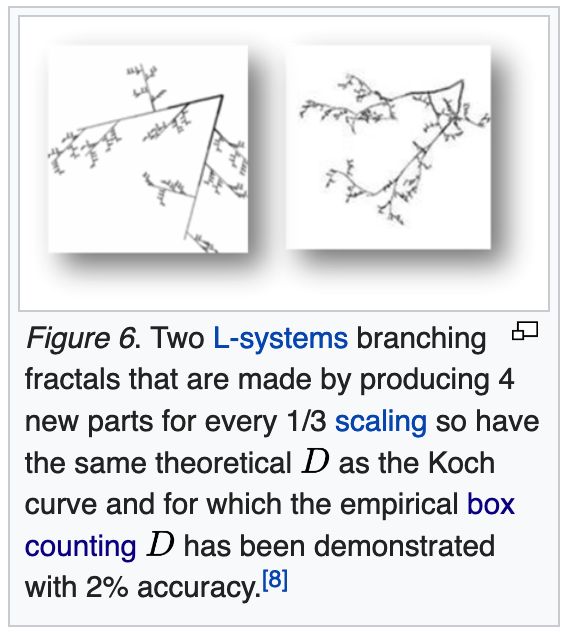 Figure 6. Two L-systems branching
fractals that are made by producing 4
new parts for every 1/3 scaling so have
the same theoretical D as the Koch
curve and for which the empirical box
counting D has been demonstrated
with 2% accuracy.[8]